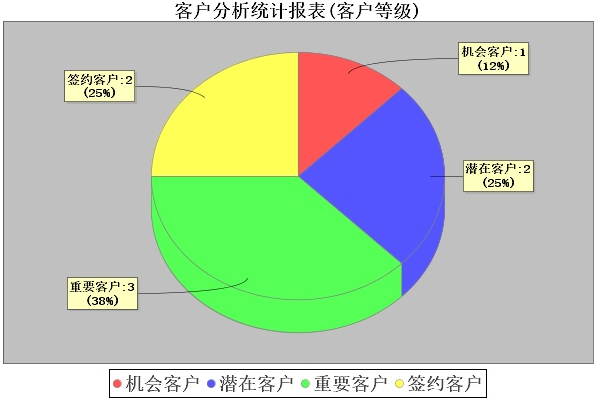 客户分析统计报表(客户等级)
机会客户:1
(12%)
签约客户:2
(25%)
潜在客户:2
(25%)
重要客户:3
(38%)
机会客户 潜在客户 重要客户 签约客户